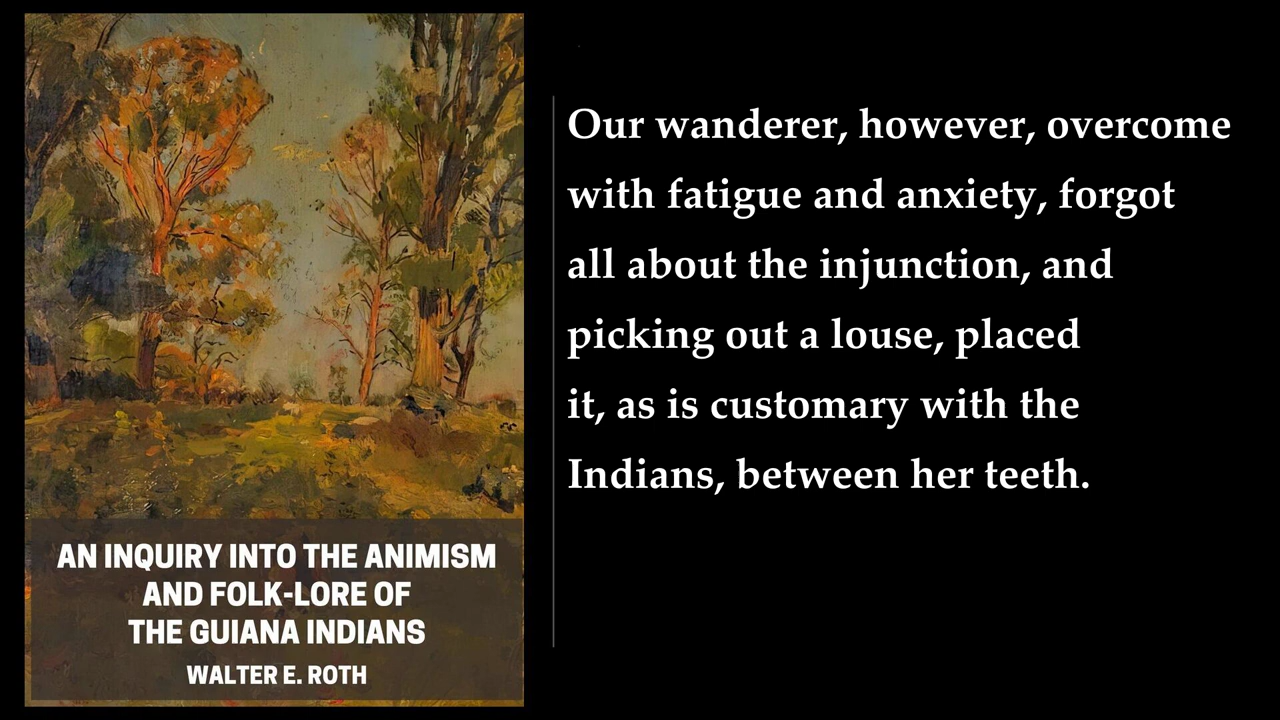 Our wanderer, however, overcome
with fatigue and anxiety, forgot
all about the injunction, and
picking out a louse, placed
it, as is customary with the
Indians, between her teeth.
AN INQUIRY INTO THE ANIMISM
AND FOLK-LORE OF
THE GUIANA INDIANS
WALTER E. ROTH